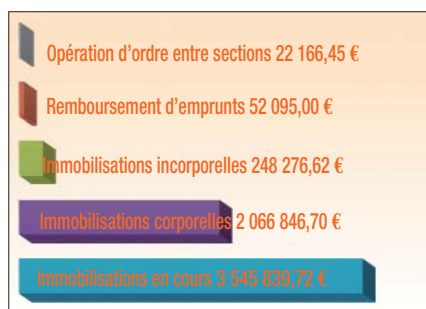 Opération d’ordre entre sections 22 166,45 €
Remboursement d’emprunts 52 095,00 €
Immobilisations incorporelles 248 276,62 €
Immobilisations corporelles 2 066 846,70 €
Immobilisations en cours 3 545 839,72 €